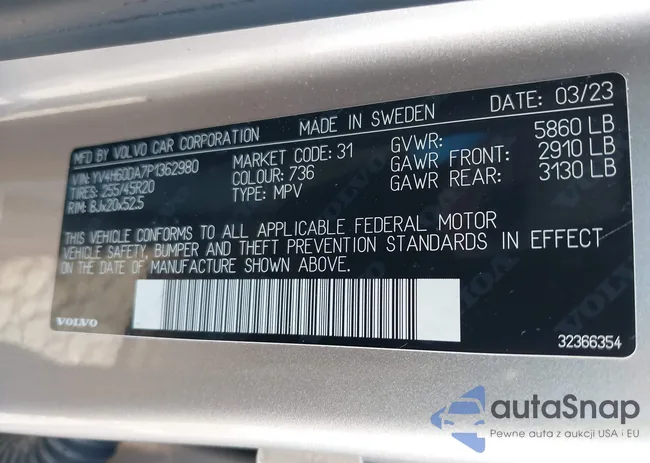 MFD BY VOLVO CAR CORPORATION MADE IN SWEDEN DATE: 03/23
VIN: YV4H60DA7P1362980 MARKET CODE: 31 GVWR: 5860 LB
TIRES: 255/45R20 COLOUR: 736 GAWR FRONT: 2910 LB
RIM: 8Jx20x52.5 TYPE: MPV GAWR REAR: 3130 LB
THIS VEHICLE CONFORMS TO ALL APPLICABLE FEDERAL MOTOR
VEHICLE SAFETY, BUMPER AND THEFT PREVENTION STANDARDS IN EFFECT
ON THE DATE OF MANUFACTURE SHOWN ABOVE.
VOLVO
32366354
autaSnap
Pewne auta z aukcji USA i EU